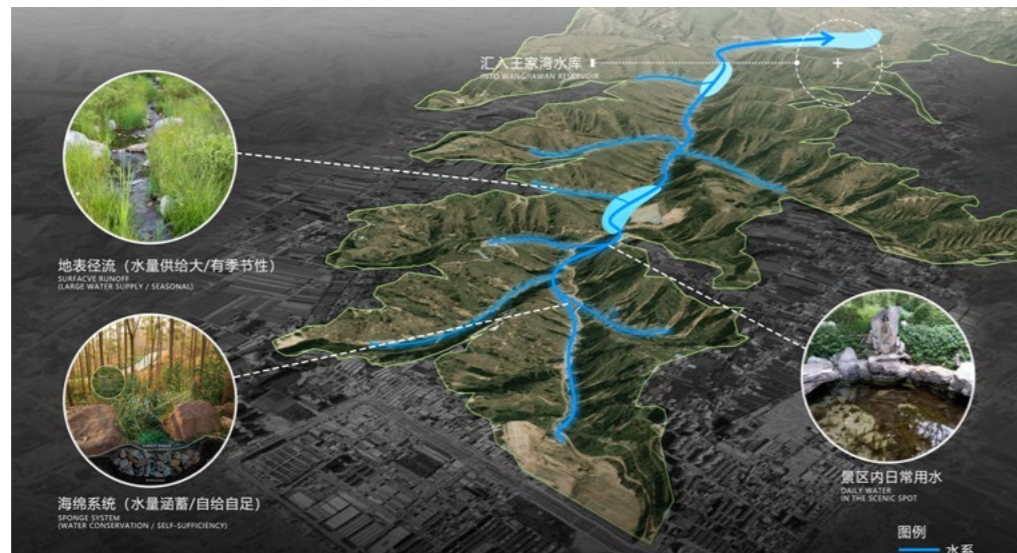 汇入王家湾水库
INTO WANGJIAWAN RESERVOIR
地表径流（水量供给大/有季节性）
SURFACVE RUNOFF
(LARGE WATER SUPPLY / SEASONAL)
海绵系统（水量涵蓄/自给自足）
SPONGE SYSTEM
(WATER CONSERVATION / SELF-SUFFICIENCY)
景区内日常用水
DAILY WATER
IN THE SCENIC SPOT
图例
水系